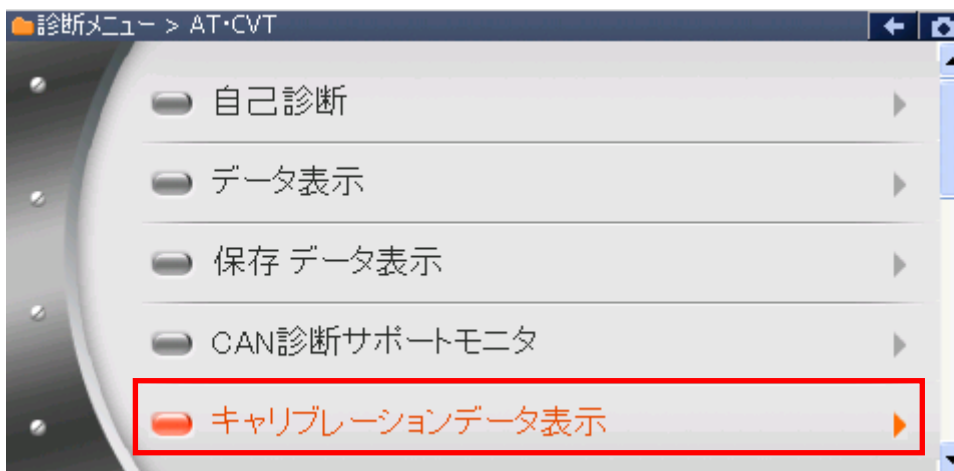 診断メニュー > AT・CVT
自己診断
データ表示
保存 データ表示
CAN診断サポートモニタ
キャリブレーションデータ表示